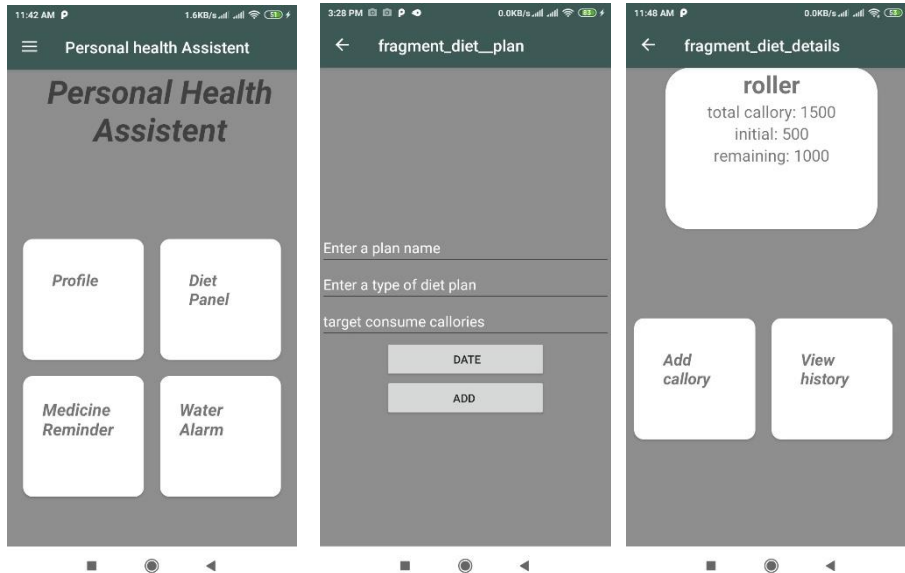 11:42 AM P 1.6KB/s 51
Personal health Assistent
Personal Health
Assistent
Profile
Diet
Panel
Medicine
Reminder
Water
Alarm
3:28 PM P 0.0KB/s 83
fragment_diet__plan
Enter a plan name
Enter a type of diet plan
target consume callories
DATE
ADD
11:48 AM P 0.0KB/s
fragment_diet_details
roller
total callory: 1500
initial: 500
remaining: 1000
Add
callory
View
history